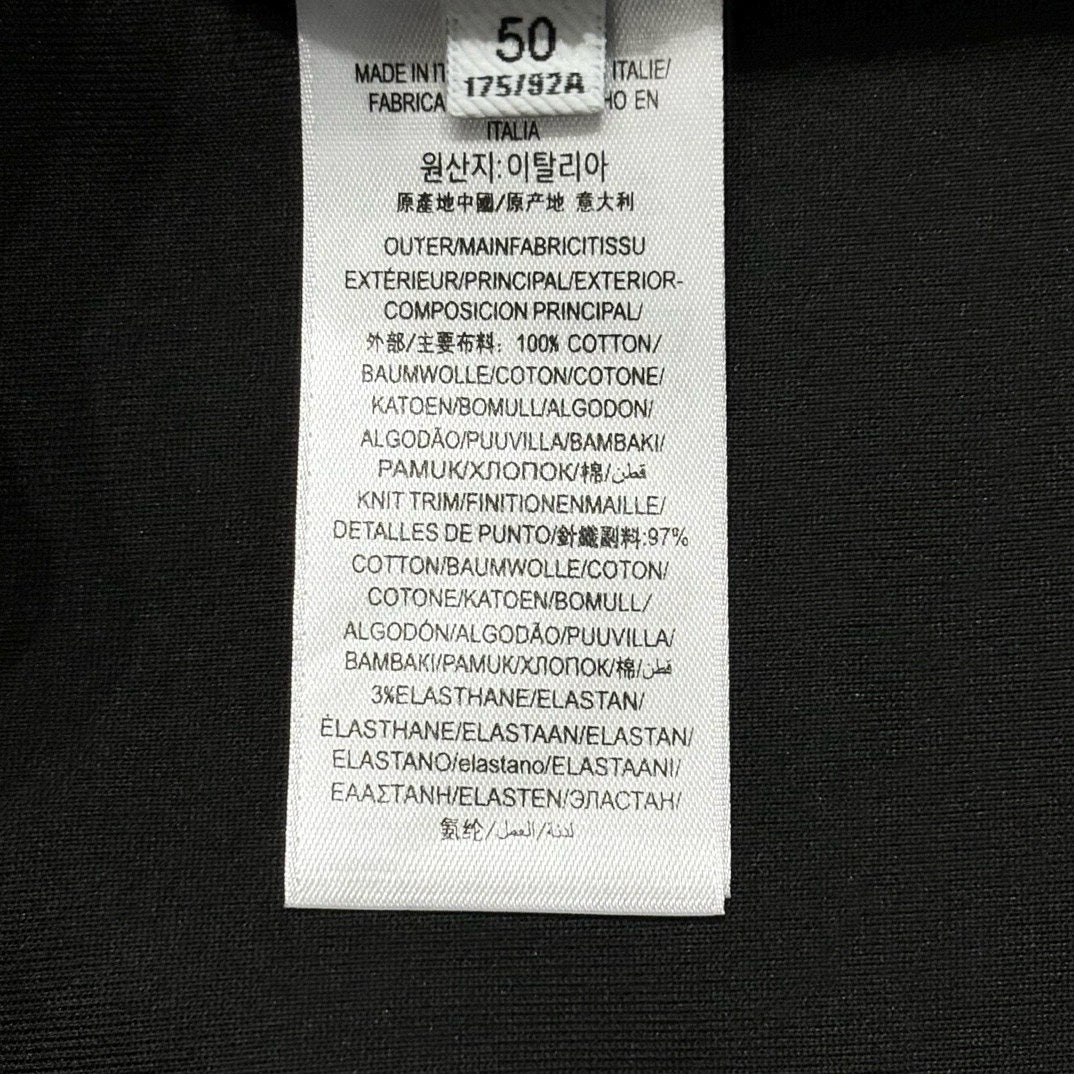 50
175/92A
MADE IN IT ITALIE/
FABRICA HO EN
ITALIA
원산지:이탈리아
原產地中國/原产地 意大利
OUTER/MAINFABRICITISSU
EXTÉRIEUR/PRINCIPAL/EXTERIOR-
COMPOSICION PRINCIPAL/
外部/主要布料: 100% COTTON/
BAUMWOLLE/COTON/COTONE/
KATOEN/BOMULL/ALGODON/
ALGODÃO/PUUVILLA/BAMBAKI/
PAMUK/ХЛОПОК/棉/قطن
KNIT TRIM/FINITIONENMAILLE/
DETALLES DE PUNTO/針織副料:97%
COTTON/BAUMWOLLE/COTON/
COTONE/KATOEN/BOMULL/
ALGODÓN/ALGODÃO/PUUVILLA/
BAMBAKI/PAMUK/ХЛОПОК/棉/قطن
3%ELASTHANE/ELASTAN/
ÉLASTHANE/ELASTAAN/ELASTAN/
ELASTANO/elastano/ELASTAANI/
ΕΛΑΣΤΑΝΗ/ELASTEN/ЭЛАСТАН/
氨纶/لدنة/العمل